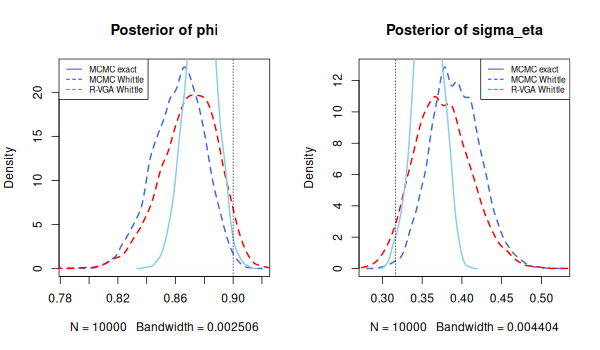 Posterior of phi
Density
0 5 10 15 20
MCMC exact
MCMC Whittle
R-VGA Whittle
0.78 0.82 0.86 0.90
N = 10000 Bandwidth = 0.002506
Posterior of sigma_eta
Density
0 2 4 6 8 10 12
MCMC exact
MCMC Whittle
R-VGA Whittle
0.30 0.35 0.40 0.45 0.50
N = 10000 Bandwidth = 0.004404